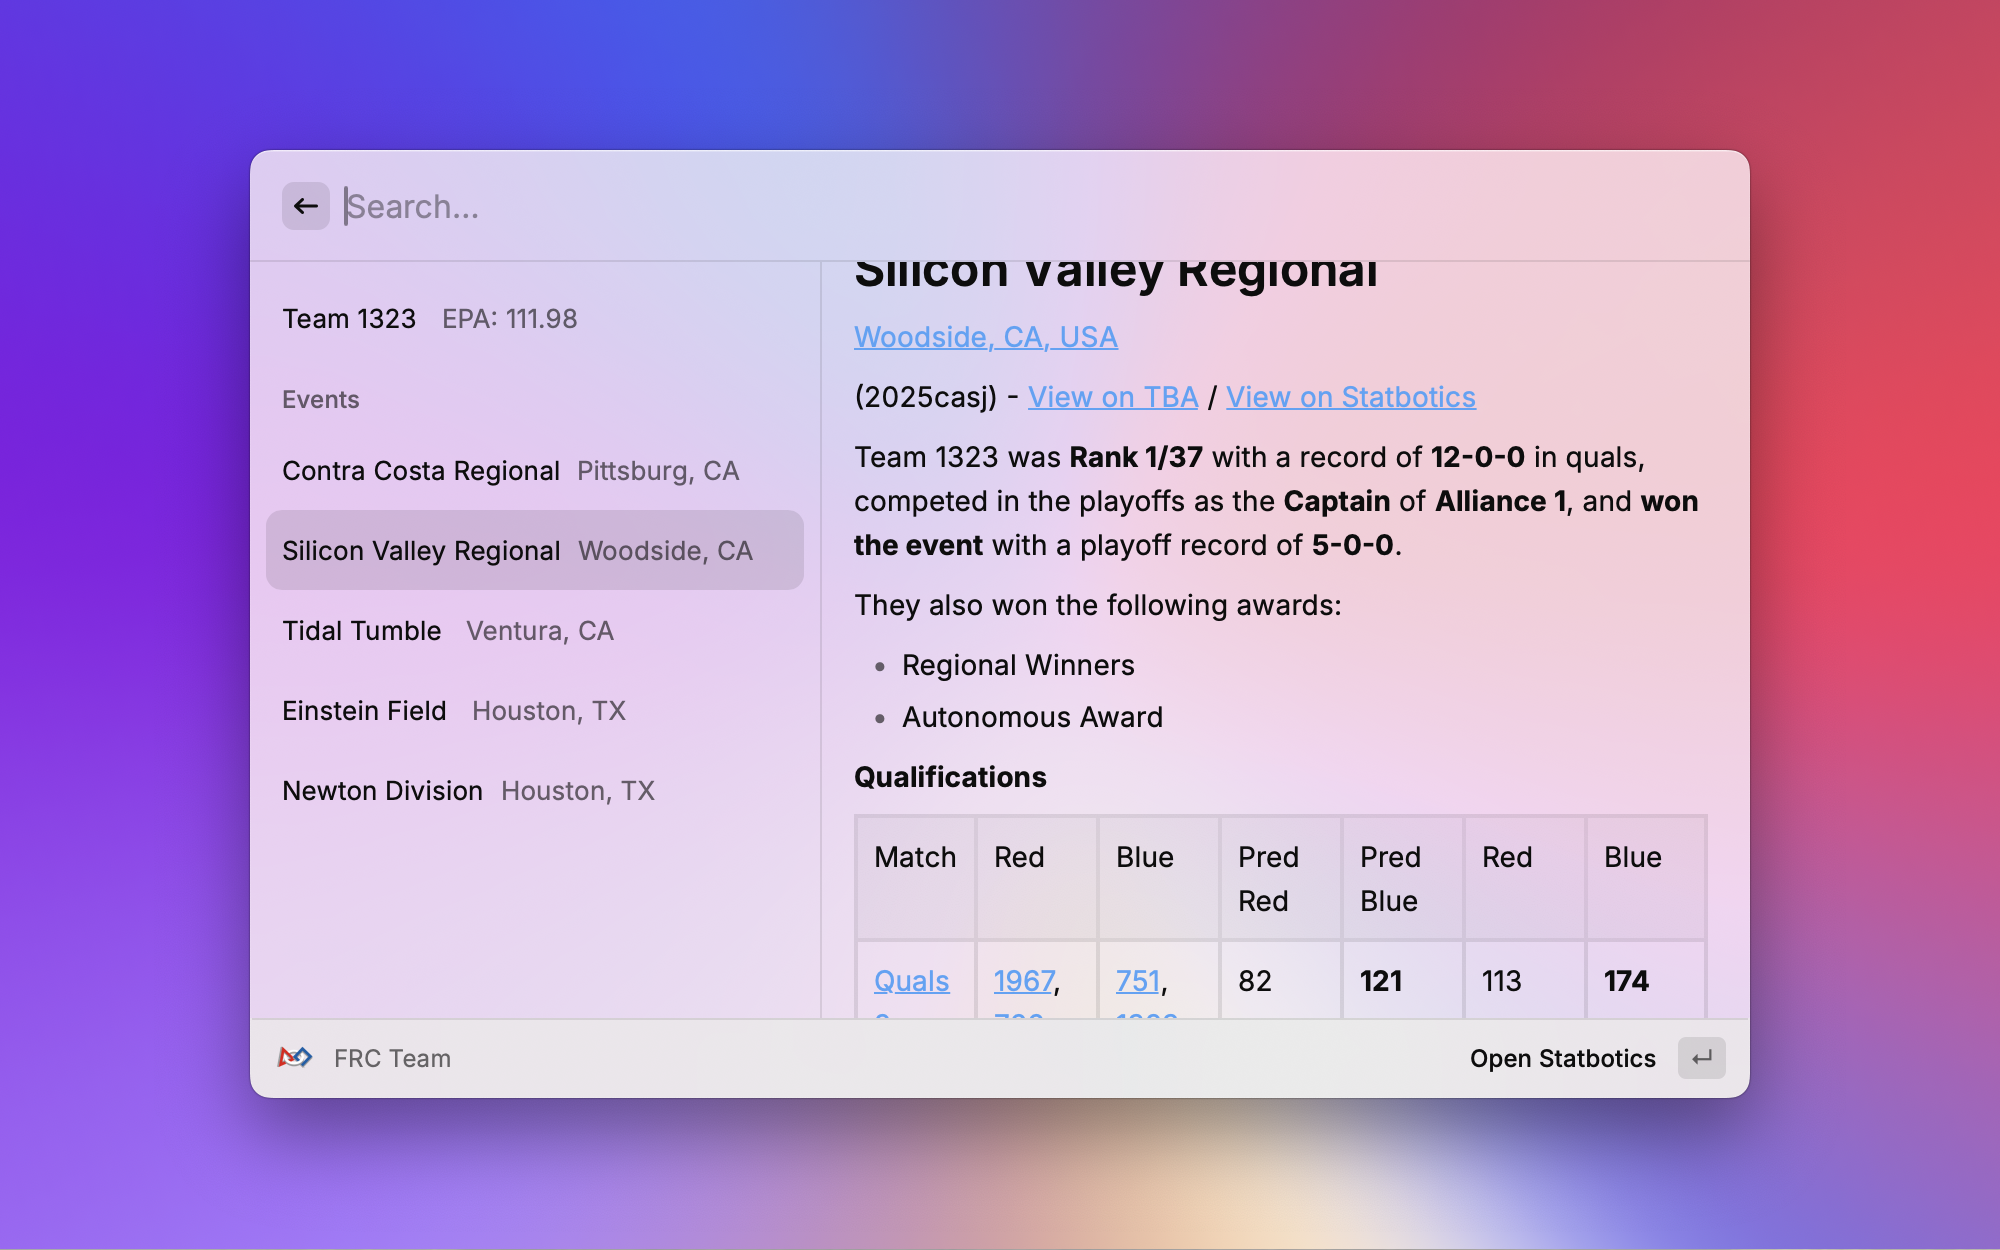 Search...
Team 1323 EPA: 111.98
Events
Contra Costa Regional Pittsburg, CA
Silicon Valley Regional Woodside, CA
Tidal Tumble Ventura, CA
Einstein Field Houston, TX
Newton Division Houston, TX
Silicon Valley Regional
Woodside, CA, USA
(2025casj) - View on TBA / View on Statbotics
Team 1323 was Rank 1/37 with a record of 12-0-0 in quals,
competed in the playoffs as the Captain of Alliance 1, and won
the event with a playoff record of 5-0-0.
They also won the following awards:
• Regional Winners
• Autonomous Award
Qualifications
Match Red Blue Pred Pred Red Blue
Red Blue
Quals 1967, 751, 82 121 113 174
FRC Team
Open Statbotics